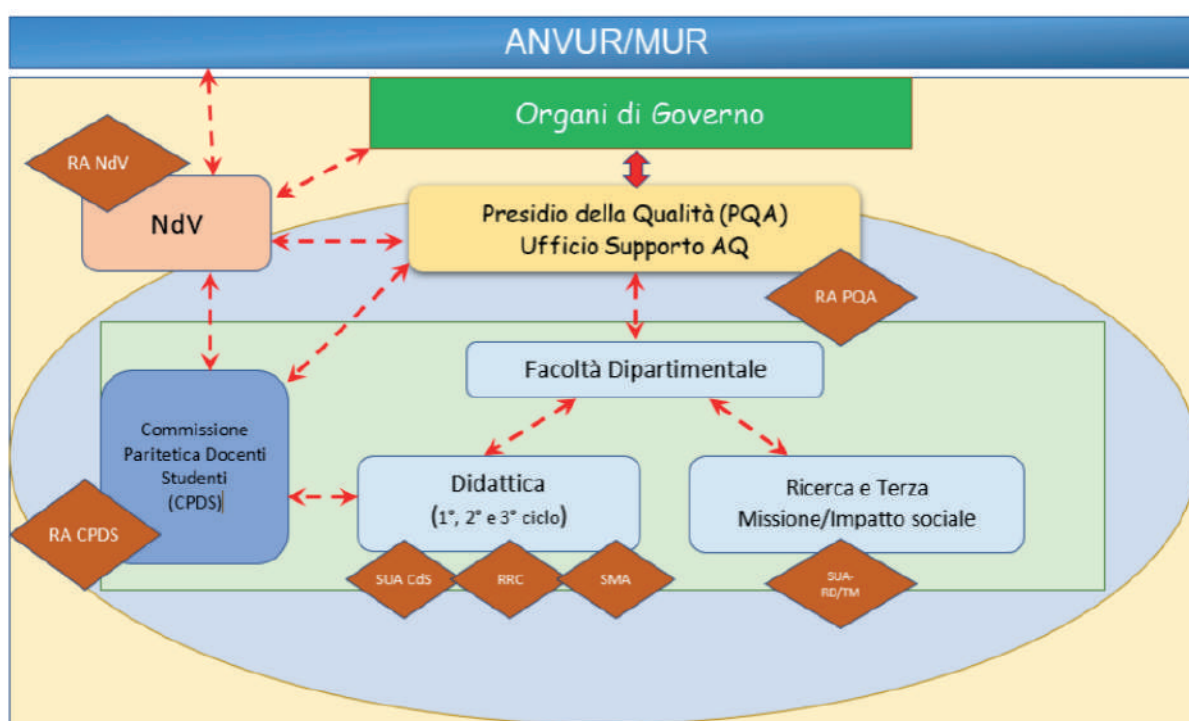 ANVUR/MUR
Organi di Governo
RA NdV
NdV
Presidio della Qualità (PQA)
Ufficio Supporto AQ
RA PQA
Facoltà Dipartimentale
Commissione
Paritetica Docenti
Studenti
(CPDS)
RA CPDS
Didattica
(1°, 2° e 3° ciclo)
Ricerca e Terza
Missione/Impatto sociale
SUA CdS
RRC
SMA
SUA-
RD/TM